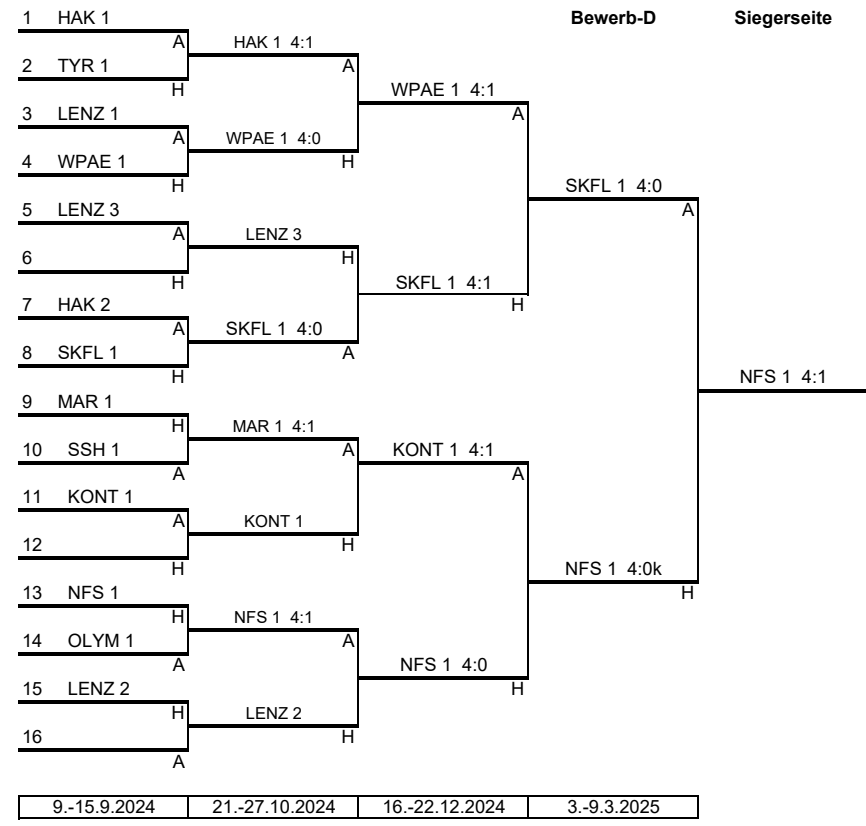 1 HAK 1
Bewerb-D Siegerseite
A HAK 1 4:1
2 TYR 1
A
H
WPAE 1 4:1
3 LENZ 1
A
A WPAE 1 4:0
4 WPAE 1
H
H
SKFL 1 4:0
5 LENZ 3
A
A LENZ 3
6
H
H
SKFL 1 4:1
7 HAK 2
H
A SKFL 1 4:0
8 SKFL 1
A
H
NFS 1 4:1
9 MAR 1
H MAR 1 4:1
10 SSH 1
A KONT 1 4:1
A
A
11 KONT 1
A KONT 1
12
H
H
NFS 1 4:0k
13 NFS 1
H
H NFS 1 4:1
14 OLYM 1
A
A
NFS 1 4:0
15 LENZ 2
H
H LENZ 2
16
H
A
9.-15.9.2024 21.-27.10.2024 16.-22.12.2024 3.-9.3.2025